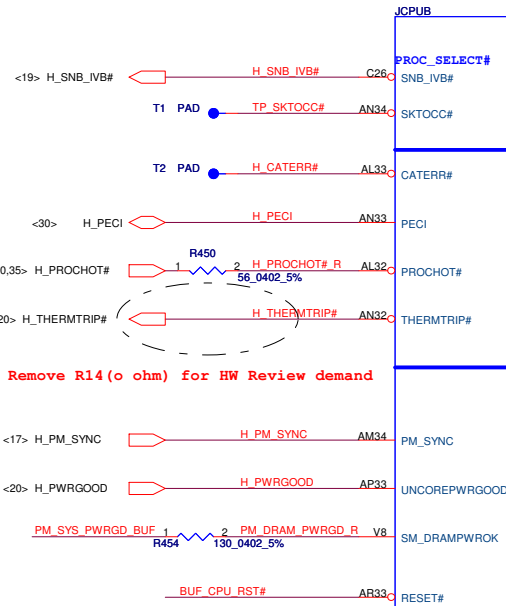 JCPUB
PROC_SELECT#
<19> H_SNB_IVB# H_SNB_IVB# C26 SNB_IVB#
T1 PAD TP_SKTOCC# AN34 SKTOCC#
T2 PAD H_CATERR# AL33 CATERR#
<30> H_PECI H_PECI AN33 PECI
R450
0,35> H_PROCHOT# 1 2 H_PROCHOT#_R AL32 PROCHOT#
56_0402_5%
20> H_THERMTRIP# H_THERMTRIP# AN32 THERMTRIP#
Remove R14(o ohm) for HW Review demand
<17> H_PM_SYNC H_PM_SYNC AM34 PM_SYNC
<20> H_PWRGOOD H_PWRGOOD AP33 UNCOREPWRGOOD
PM_SYS_PWRGD_BUF 1 2 PM_DRAM_PWRGD_R V8 SM_DRAMPWROK
R454 130_0402_5%
BUF_CPU_RST# AR33 RESET#